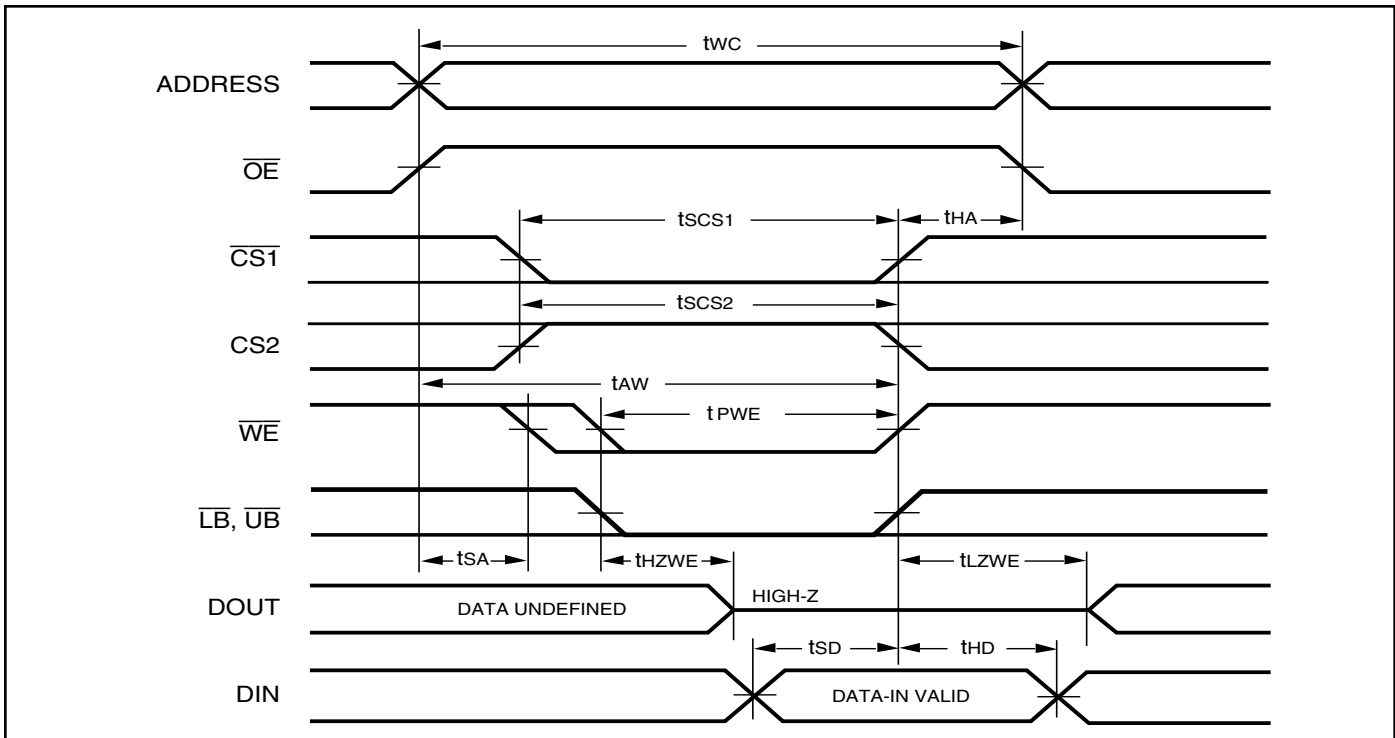 tWC
ADDRESS
OE
tSCS1
tHA
CS1
tSCS2
CS2
tAW
tPWE
WE
LB, UB
tSA
tHZWE
tLZWE
DOUT
DATA UNDEFINED
HIGH-Z
tSD
tHD
DIN
DATA-IN VALID